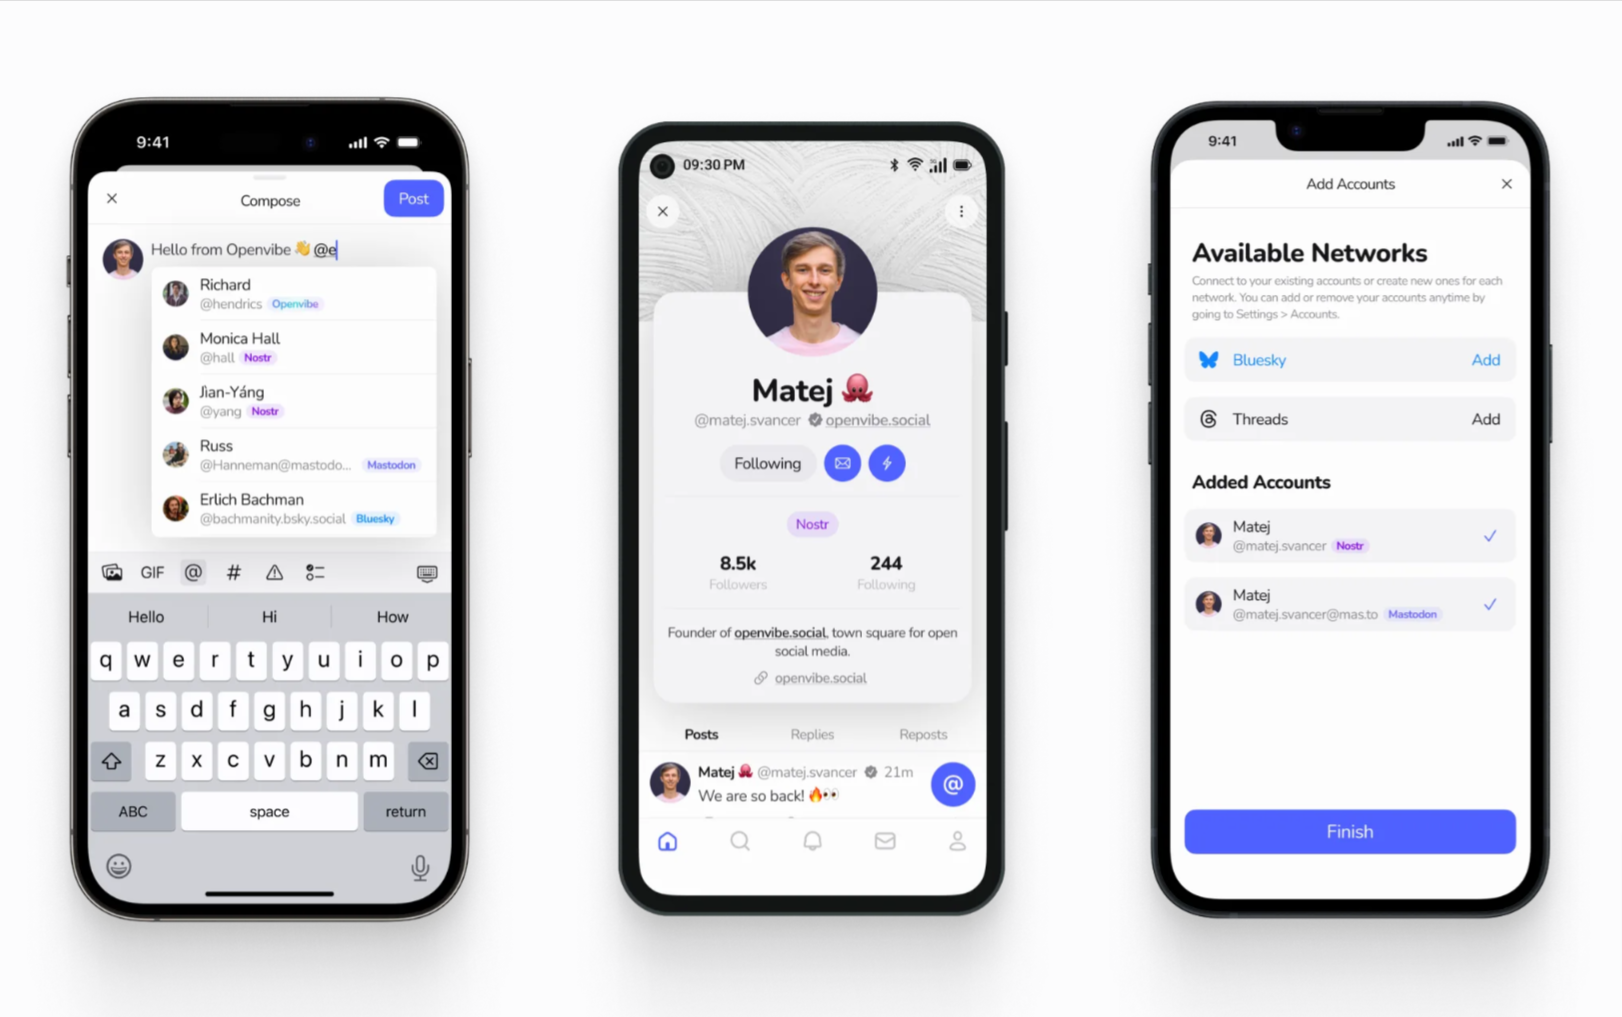 9:41
Compose
Post
Hello from Openvibe 👋 @e
Richard
@hendrics Openvibe
Monica Hall
@hall Nostr
Jian-Yáng
@yang Nostr
Russ
@Hanneman@mastodo... Mastodon
Erlich Bachman
@bachmanity.bsky.social Bluesky
GIF @ #
Hello Hi How
q w e r t y u i o p
a s d f g h j k l
z x c v b n m
ABC space return
09:30 PM
Matej 🐙
@matej.svancer openvibe.social
Following
Nostr
8.5k 244
Followers Following
Founder of openvibe.social, town square for open
social media.
openvibe.social
Posts Replies Reposts
Matej 🐙 @matej.svancer 21m
We are so back! 🔥👀
@
9:41
Add Accounts
Available Networks
Connect to your existing accounts or create new ones for each
network. You can add or remove your accounts anytime by
going to Settings > Accounts.
Bluesky Add
Threads Add
Added Accounts
Matej
@matej.svancer Nostr
Matej
@matej.svancer@mas.to Mastodon
Finish